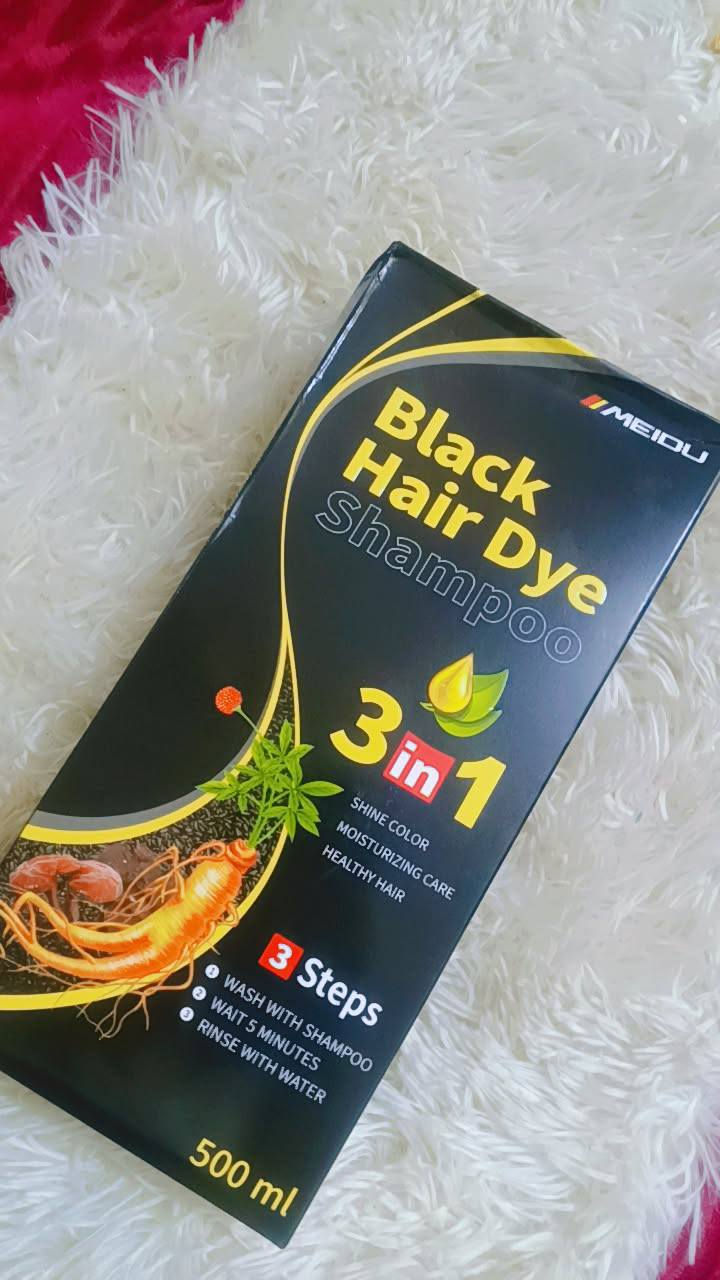 MEIDU
Black
Hair Dye
Shampoo
3 in 1
SHINE COLOR
MOISTURIZING CARE
HEALTHY HAIR
3 Steps
1 WASH WITH SHAMPOO
2 WAIT 5 MINUTES
3 RINSE WITH WATER
500 ml